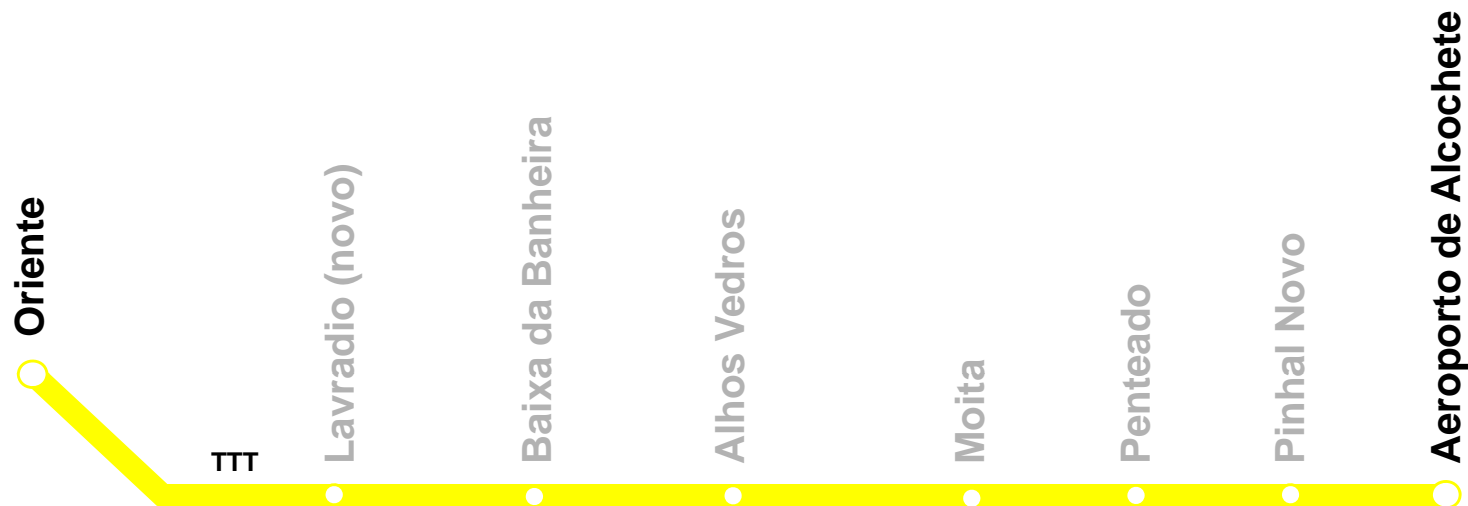 Oriente
TTT
Lavradio (novo)
Baixa da Banheira
Alhos Vedros
Moita
Penteado
Pinhal Novo
Aeroporto de Alcochete